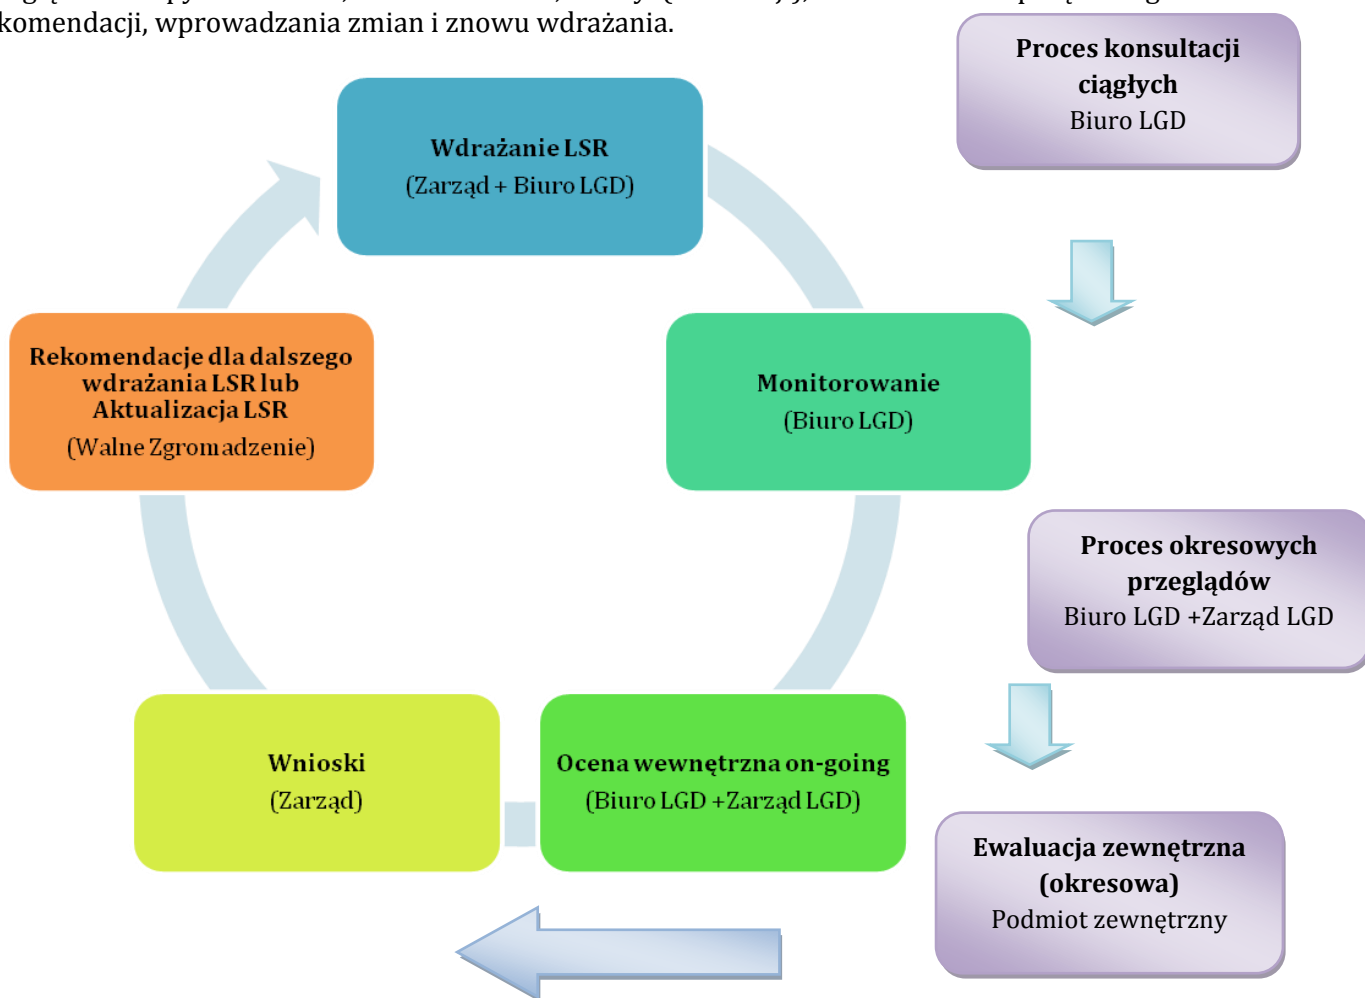 komendacji, wprowadzania zmian i znowu wdrażania.
Proces konsultacji
ciągłych
Biuro LGD
Wdrażanie LSR
(Zarząd + Biuro LGD)
Rekomendacje dla dalszego
wdrażania LSR lub
Aktualizacja LSR
(Walne Zgromadzenie)
Monitorowanie
(Biuro LGD)
Proces okresowych
przeglądów
Biuro LGD +Zarząd LGD
Wnioski
(Zarząd)
Ocena wewnętrzna on-going
(Biuro LGD +Zarząd LGD)
Ewaluacja zewnętrzna
(okresowa)
Podmiot zewnętrzny